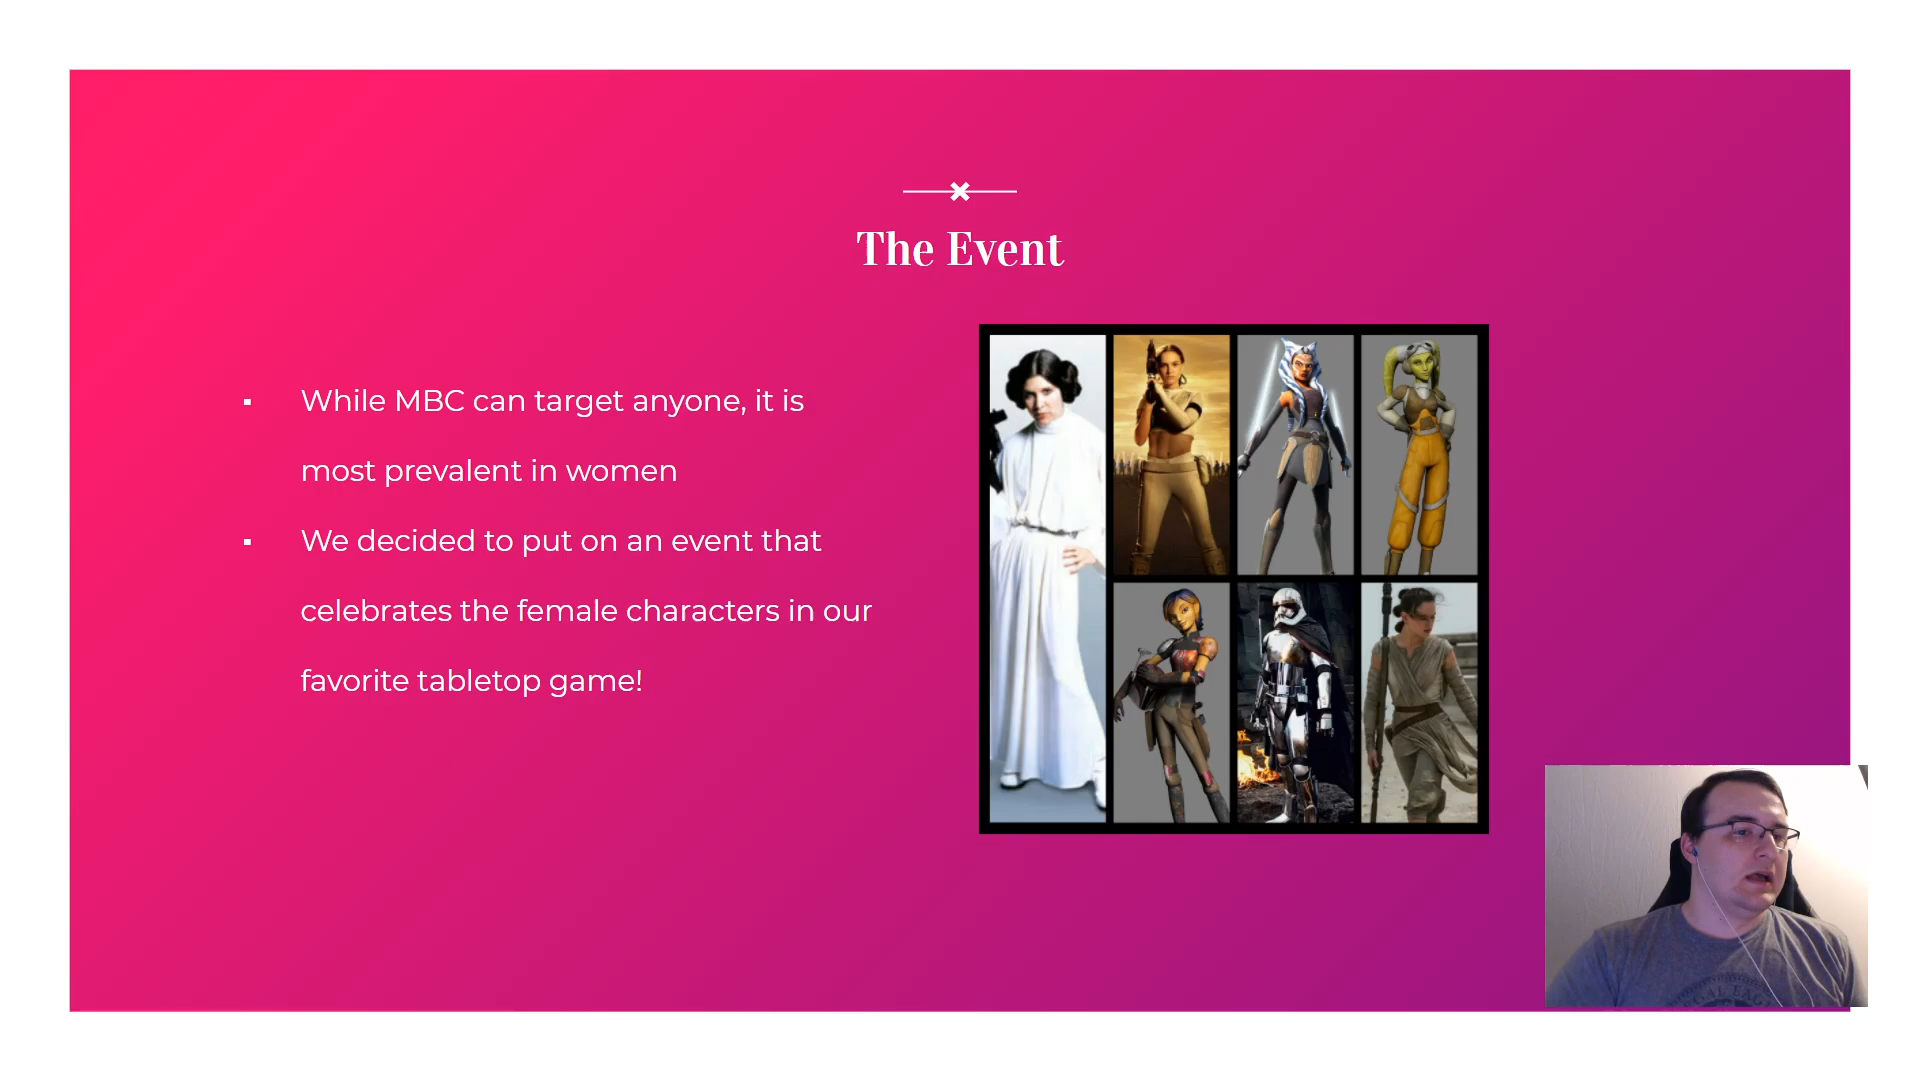 The Event
▪ While MBC can target anyone, it is
most prevalent in women
▪ We decided to put on an event that
celebrates the female characters in our
favorite tabletop game!